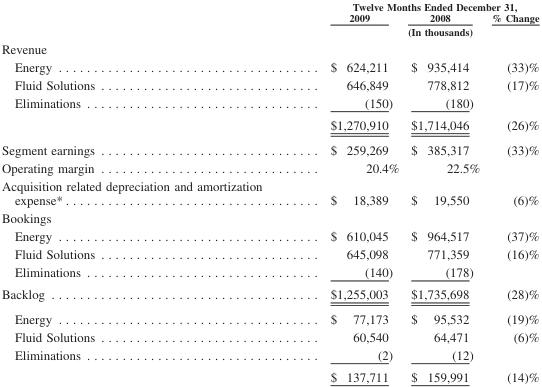 Twelve Months Ended December 31,
2009 2008 % Change
(In thousands)
Revenue
Energy . . . . . . . . . . . . . . . . . . . . . . . . . . . . . . . . . . $ 624,211 $ 935,414 (33)%
Fluid Solutions . . . . . . . . . . . . . . . . . . . . . . . . . . . . 646,849 778,812 (17)%
Eliminations . . . . . . . . . . . . . . . . . . . . . . . . . . . . . . (150) (180)
$1,270,910 $1,714,046 (26)%
Segment earnings . . . . . . . . . . . . . . . . . . . . . . . . . . . . $ 259,269 $ 385,317 (33)%
Operating margin . . . . . . . . . . . . . . . . . . . . . . . . . . . . 20.4% 22.5%
Acquisition related depreciation and amortization
expense* . . . . . . . . . . . . . . . . . . . . . . . . . . . . . . . . . $ 18,389 $ 19,550 (6)%
Bookings
Energy . . . . . . . . . . . . . . . . . . . . . . . . . . . . . . . . . . $ 610,045 $ 964,517 (37)%
Fluid Solutions . . . . . . . . . . . . . . . . . . . . . . . . . . . . 645,098 771,359 (16)%
Eliminations . . . . . . . . . . . . . . . . . . . . . . . . . . . . . . (140) (178)
Backlog . . . . . . . . . . . . . . . . . . . . . . . . . . . . . . . . . . . $1,255,003 $1,735,698 (28)%
Energy . . . . . . . . . . . . . . . . . . . . . . . . . . . . . . . . . . $ 77,173 $ 95,532 (19)%
Fluid Solutions . . . . . . . . . . . . . . . . . . . . . . . . . . . . 60,540 64,471 (6)%
Eliminations . . . . . . . . . . . . . . . . . . . . . . . . . . . . . . (2) (12)
$ 137,711 $ 159,991 (14)%